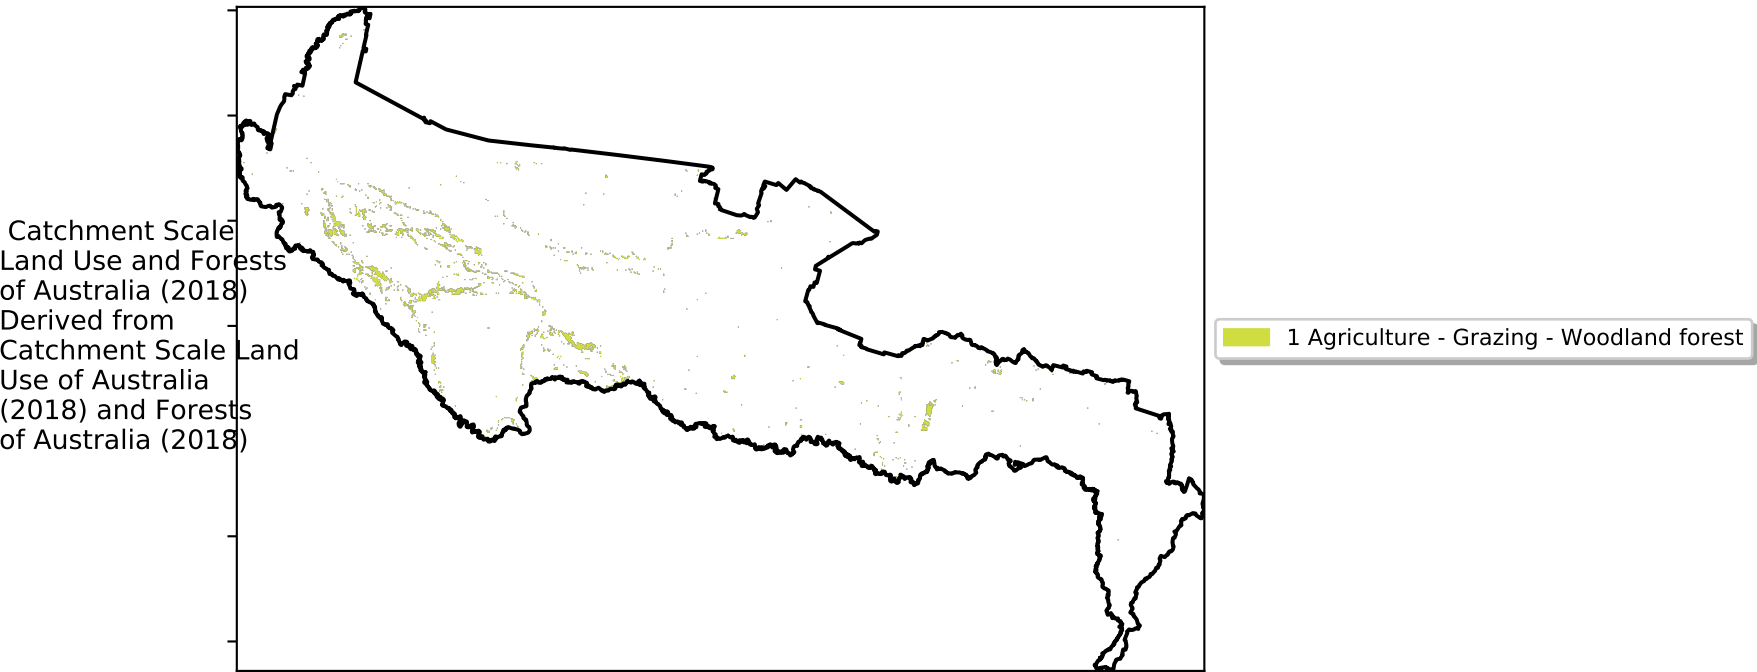 Catchment Scale
Land Use and Forests
of Australia (2018)
Derived from
Catchment Scale Land
Use of Australia
(2018) and Forests
of Australia (2018)
1 Agriculture - Grazing - Woodland forest